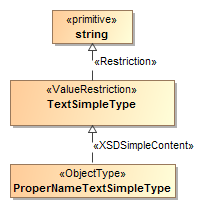 «primitive»
string
«Restriction»
«ValueRestriction»
TextSimpleType
«XSDSimpleContent»
«ObjectType»
ProperNameTextSimpleType